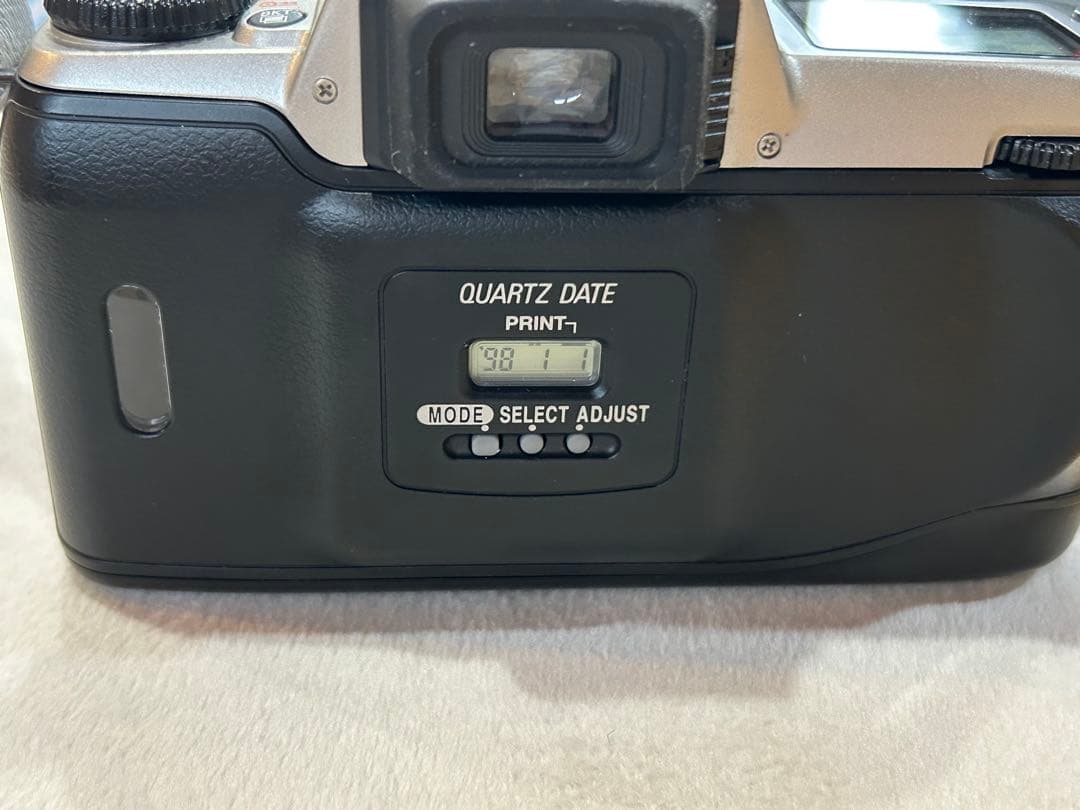 QUARTZ DATE
PRINT
'98 1 1
MODE SELECT ADJUST